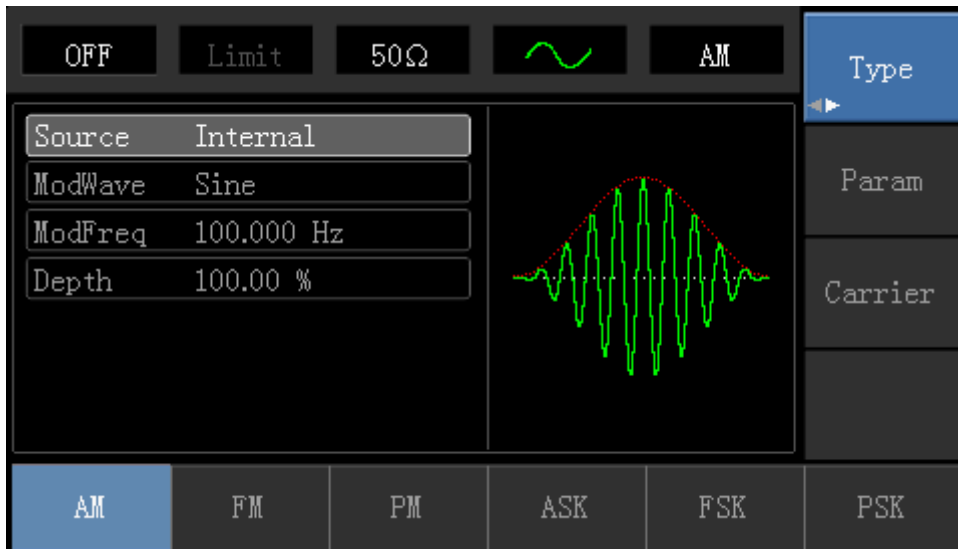 OFF Limit 50Ω AM
Type
Source Internal
ModWave Sine
ModFreq 100.000 Hz
Depth 100.00 %
Param
Carrier
AM FM PM ASK FSK PSK